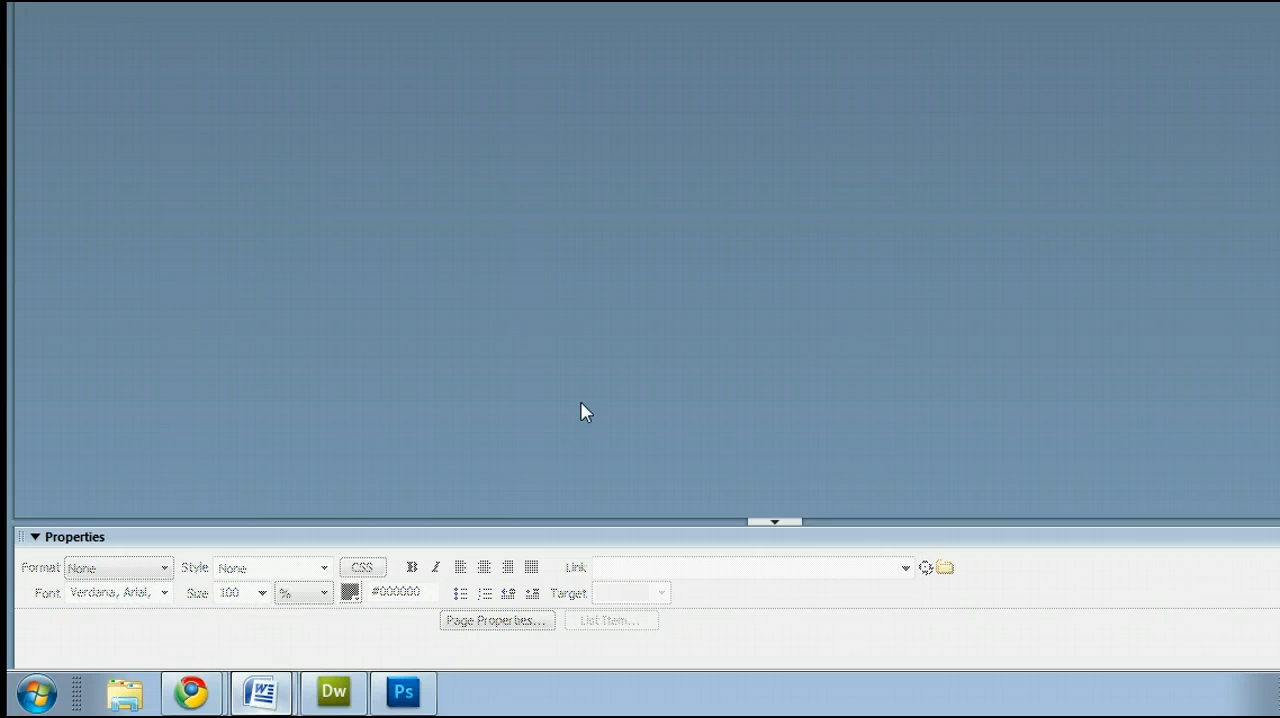 Properties
Format None Style None CSS B I Link
Font Verdana, Arial, Size 100 % #000000 Target
Page Properties... List Item...
W Dw Ps